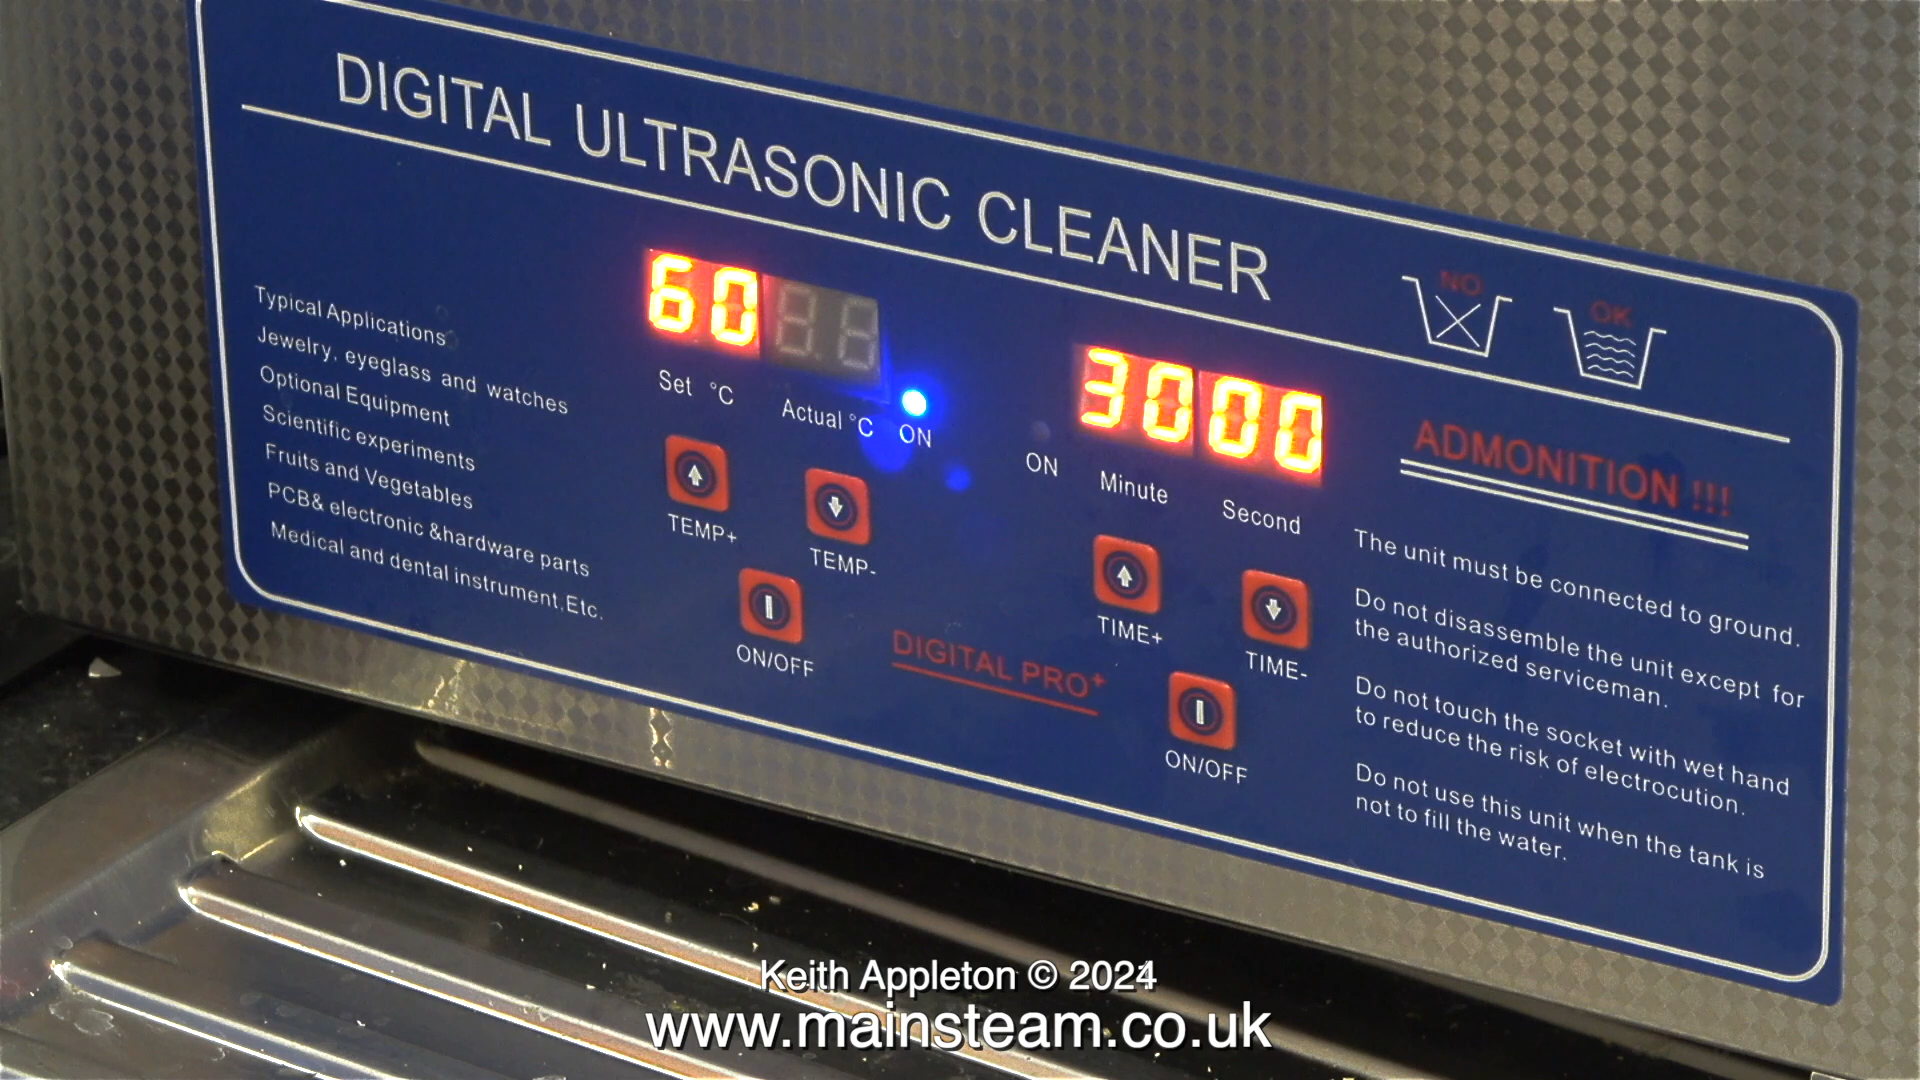 DIGITAL ULTRASONIC CLEANER
NO
OK
Typical Applications
Jewelry, eyeglass and watches
Optional Equipment
Scientific experiments
Fruits and Vegetables
PCB& electronic &hardware parts
Medical and dental instrument.Etc.
60
Set °C
Actual °C
ON
TEMP+
TEMP-
ON/OFF
DIGITAL PRO+
3000
ON
Minute
Second
TIME+
TIME-
ON/OFF
ADMONITION !!!
The unit must be connected to ground.
Do not disassemble the unit except for
the authorized serviceman.
Do not touch the socket with wet hand
to reduce the risk of electrocution.
Do not use this unit when the tank is
not to fill the water.
Keith Appleton © 2024
www.mainsteam.co.uk